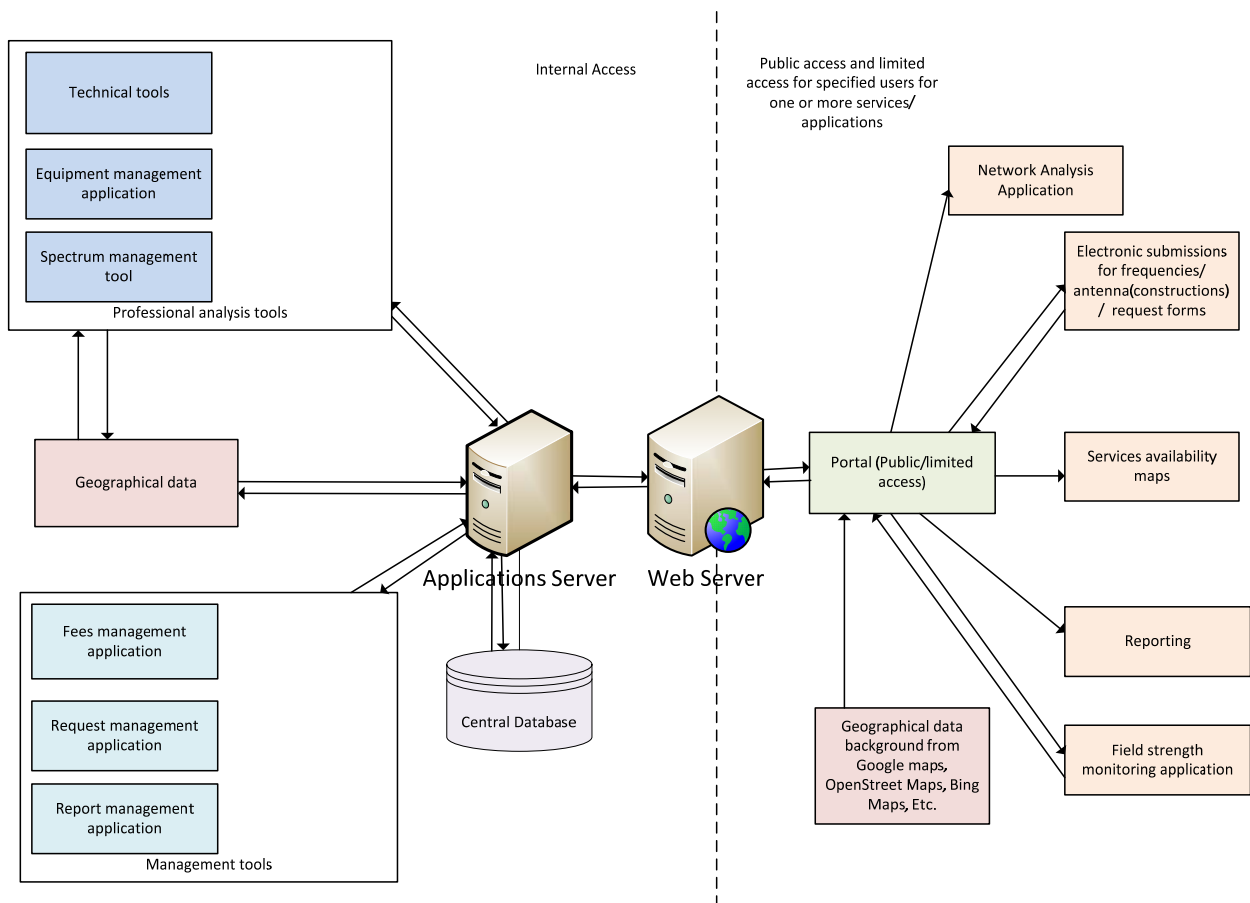 Technical tools
Equipment management
application
Spectrum management
tool
Professional analysis tools
Internal Access
Public access and limited
access for specified users for
one or more services/
applications
Network Analysis
Application
Electronic submissions
for frequencies/
antenna(constructions)
/ request forms
Geographical data
Applications Server
Web Server
Portal (Public/limited
access)
Services availability
maps
Fees management
application
Request management
application
Report management
application
Management tools
Central Database
Geographical data
background from
Google maps,
OpenStreet Maps, Bing
Maps, Etc.
Reporting
Field strength
monitoring application